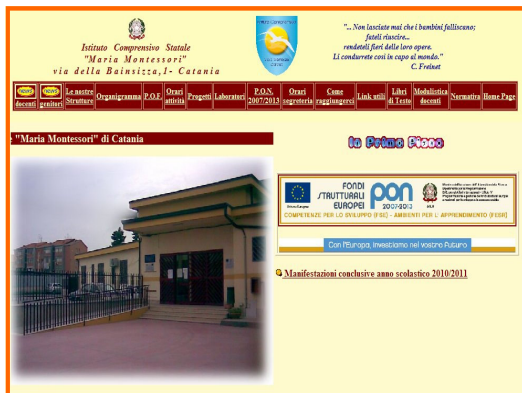 Istituto Comprensivo Statale
"Maria Montessori"
via della Bainsizza,1- Catania
"... Non lasciate mai che i bambini falliscano;
fateli riuscire...
rendeteli fieri delle loro opere.
Li condurrete così in capo al mondo."
C. Freinet
news docenti
news genitori
Le nostre Strutture
Organigramma
P.O.F.
Orari attività
Progetti
Laboratori
P.O.N. 2007/2013
Orari segreteria
Come raggiungerci
Link utili
Libri di Testo
Modulistica docenti
Normativa
Home Page
e "Maria Montessori" di Catania
In Primo Piano
FONDI
STRUTTURALI
EUROPEI
pon
2007-2013
COMPETENZE PER LO SVILUPPO (FSE) - AMBIENTI PER L'APPRENDIMENTO (FESR)
Con l'Europa, investiamo nel vostro futuro
Manifestazioni conclusive anno scolastico 2010/2011